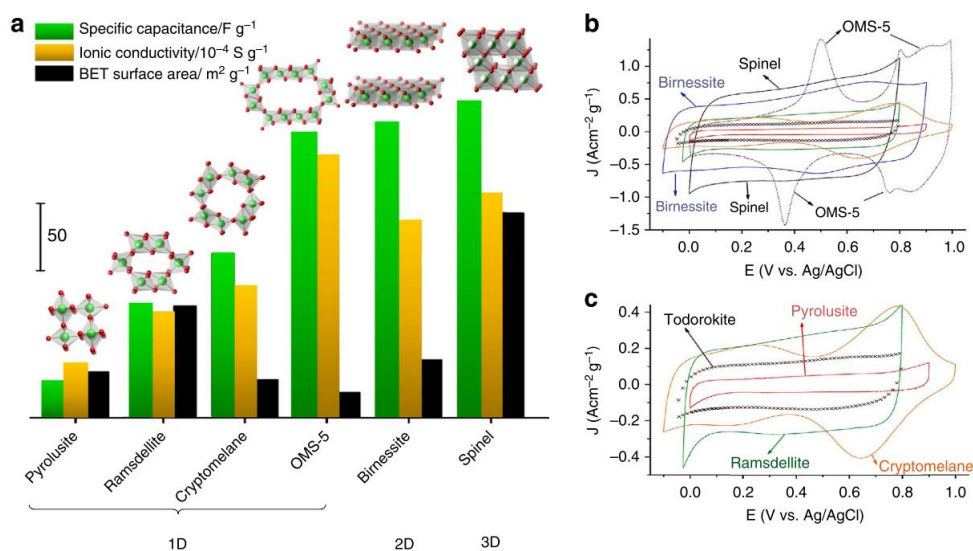 a
Specific capacitance/F g⁻¹
Ionic conductivity/10⁻⁴ S g⁻¹
BET surface area/ m² g⁻¹
50
Pyrolusite
Ramsdellite
Cryptomelane
OMS-5
Birnessite
Spinel
1D
2D
3D
b
OMS-5
Spinel
Birnessite
Birnessite
Spinel
OMS-5
1.0
0.5
0.0
−0.5
−1.0
−1.5
J (Acm⁻² g⁻¹)
0.0 0.2 0.4 0.6 0.8 1.0
E (V vs. Ag/AgCl)
c
Todorokite
Pyrolusite
Ramsdellite
Cryptomelane
0.4
0.2
0.0
−0.2
−0.4
J (Acm⁻² g⁻¹)
0.0 0.2 0.4 0.6 0.8 1.0
E (V vs. Ag/AgCl)